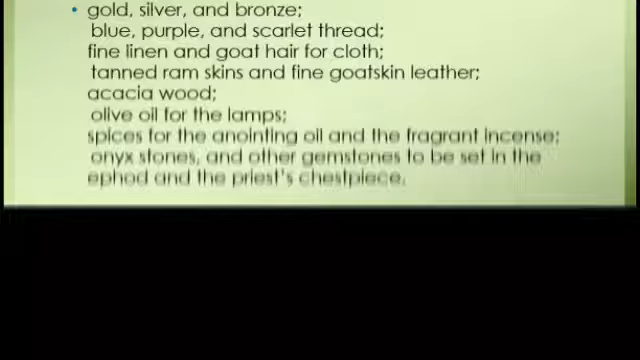 • gold, silver, and bronze;
blue, purple, and scarlet thread;
fine linen and goat hair for cloth;
tanned ram skins and fine goatskin leather;
acacia wood;
olive oil for the lamps;
spices for the anointing oil and the fragrant incense;
onyx stones, and other gemstones to be set in the
ephod and the priest's chestpiece.